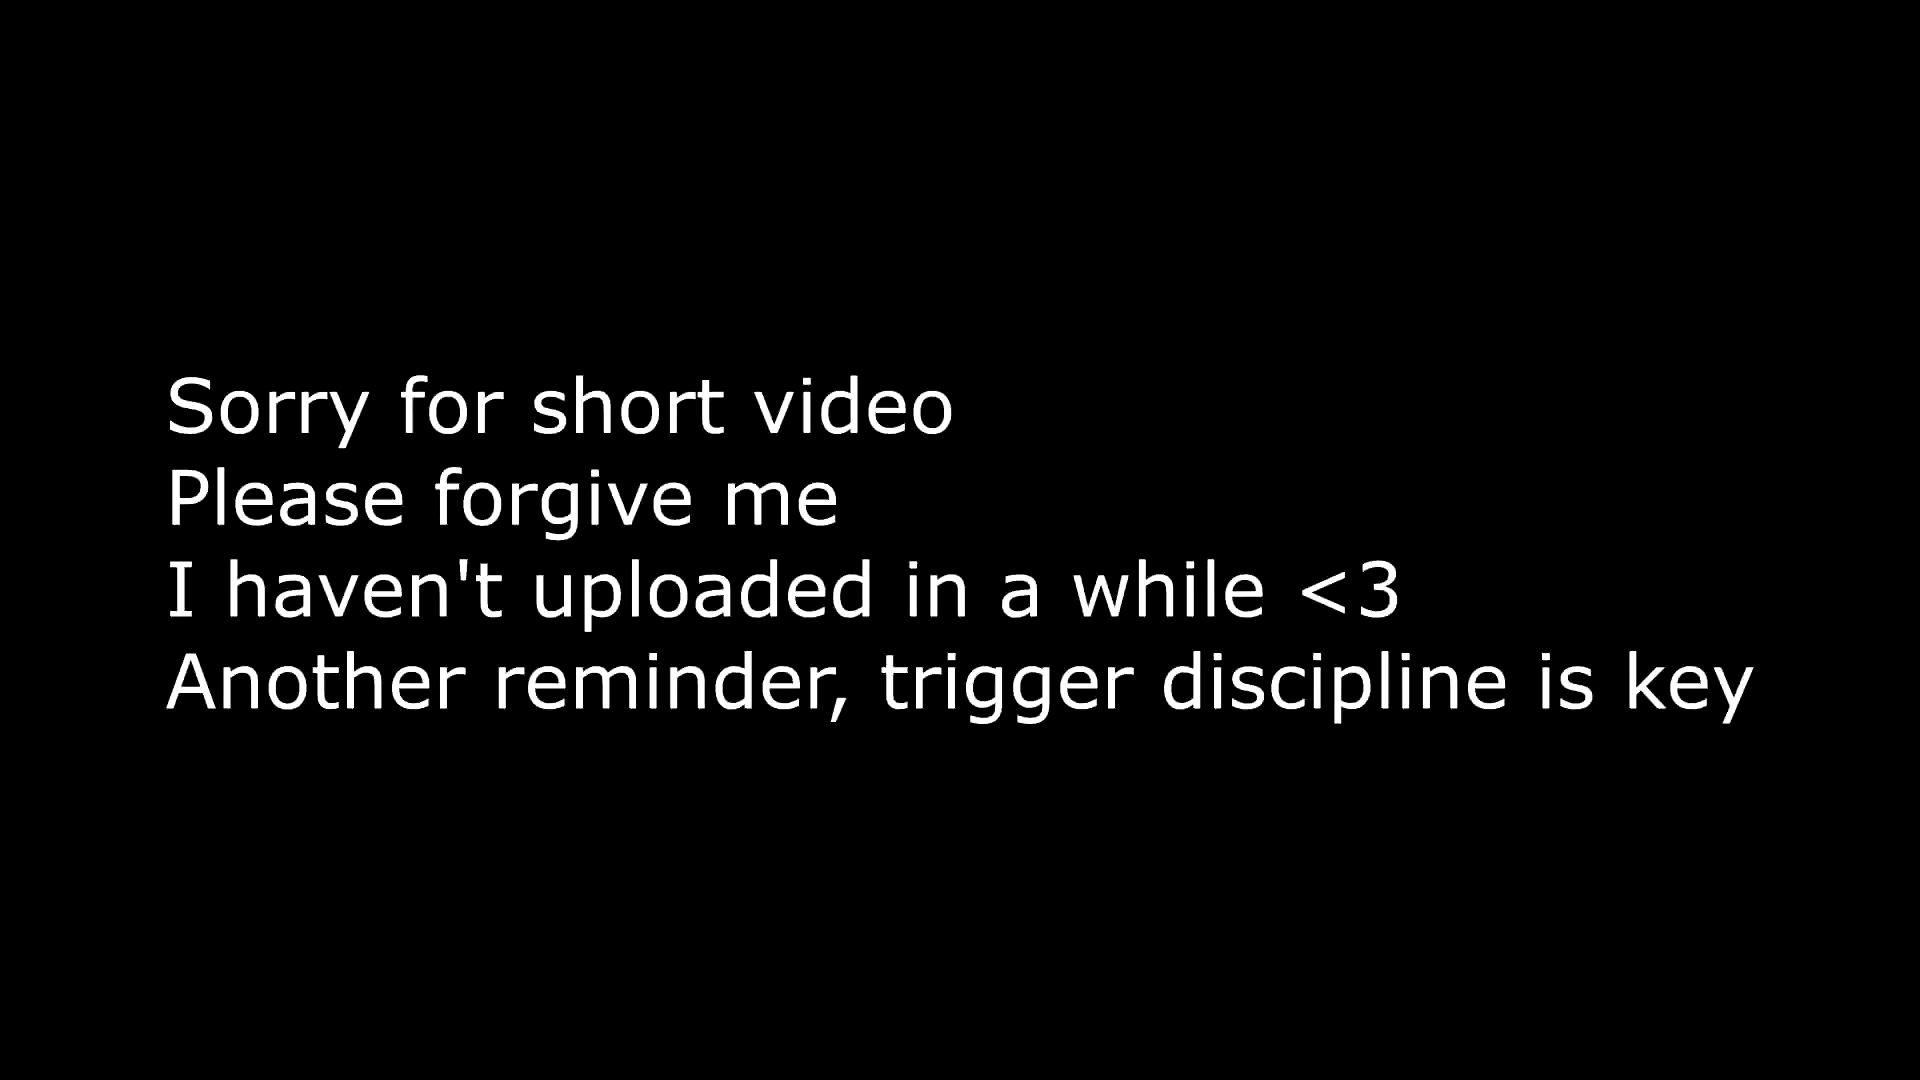 Sorry for short video
Please forgive me
I haven't uploaded in a while <3
Another reminder, trigger discipline is key